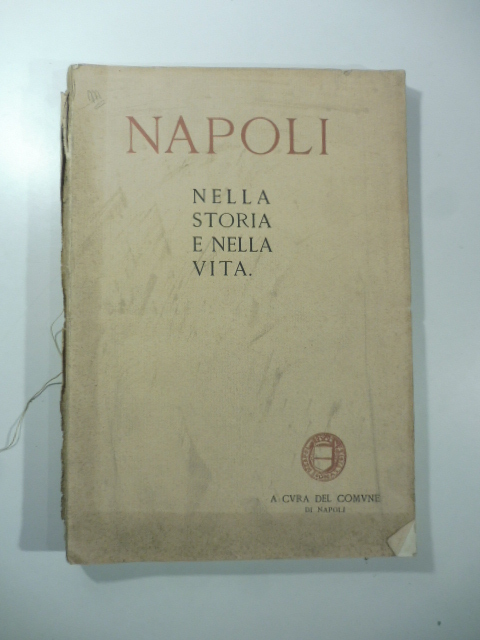 NAPOLI
NELLA
STORIA
E NELLA
VITA.
A CVRA DEL COMVNE
DI NAPOLI